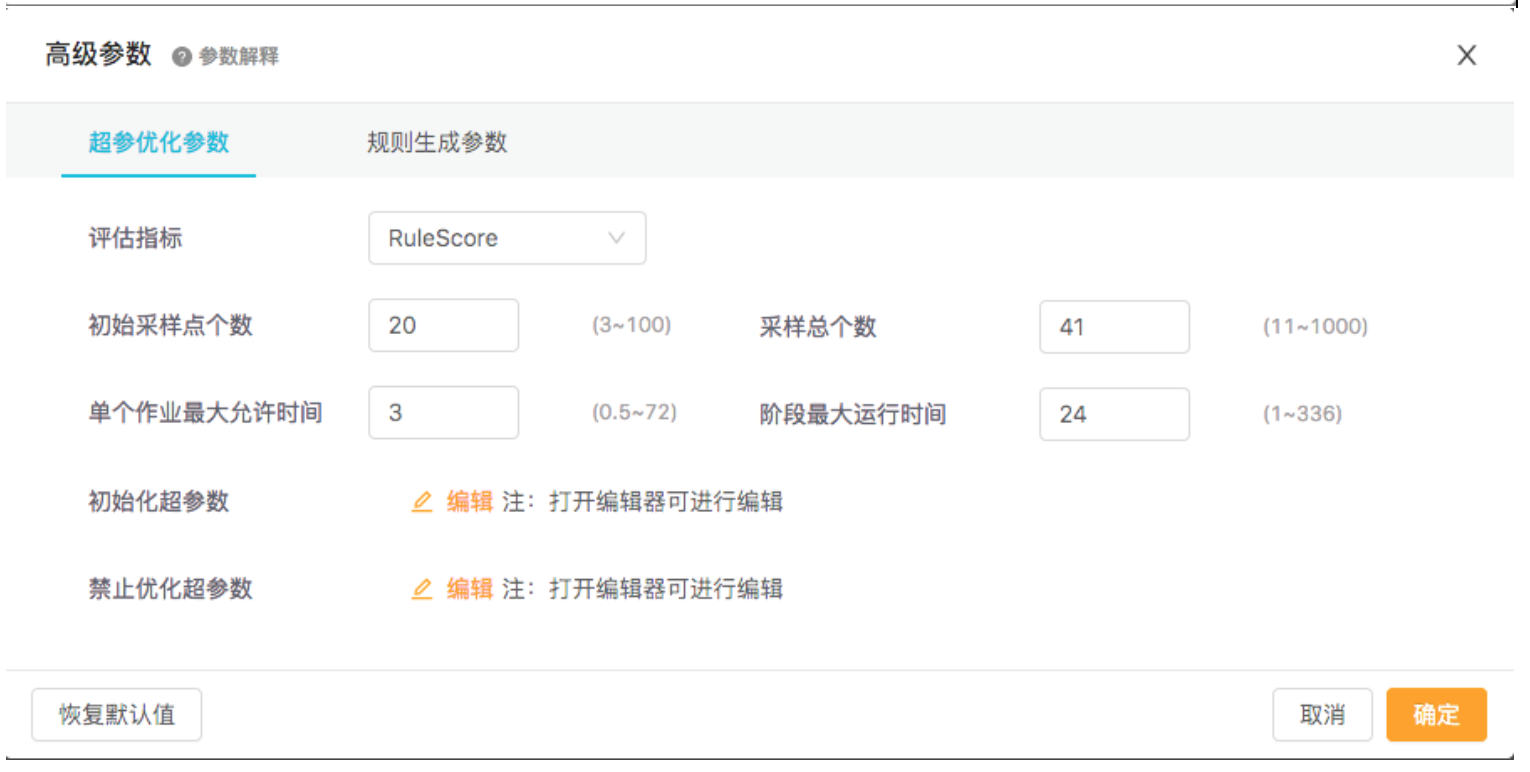 高级参数 ? 参数解释 X
超参优化参数 规则生成参数
评估指标 RuleScore
初始采样点个数 20 (3~100) 采样总个数 41 (11~1000)
单个作业最大允许时间 3 (0.5~72) 阶段最大运行时间 24 (1~336)
初始化超参数 编辑 注：打开编辑器可进行编辑
禁止优化超参数 编辑 注：打开编辑器可进行编辑
恢复默认值 取消 确定